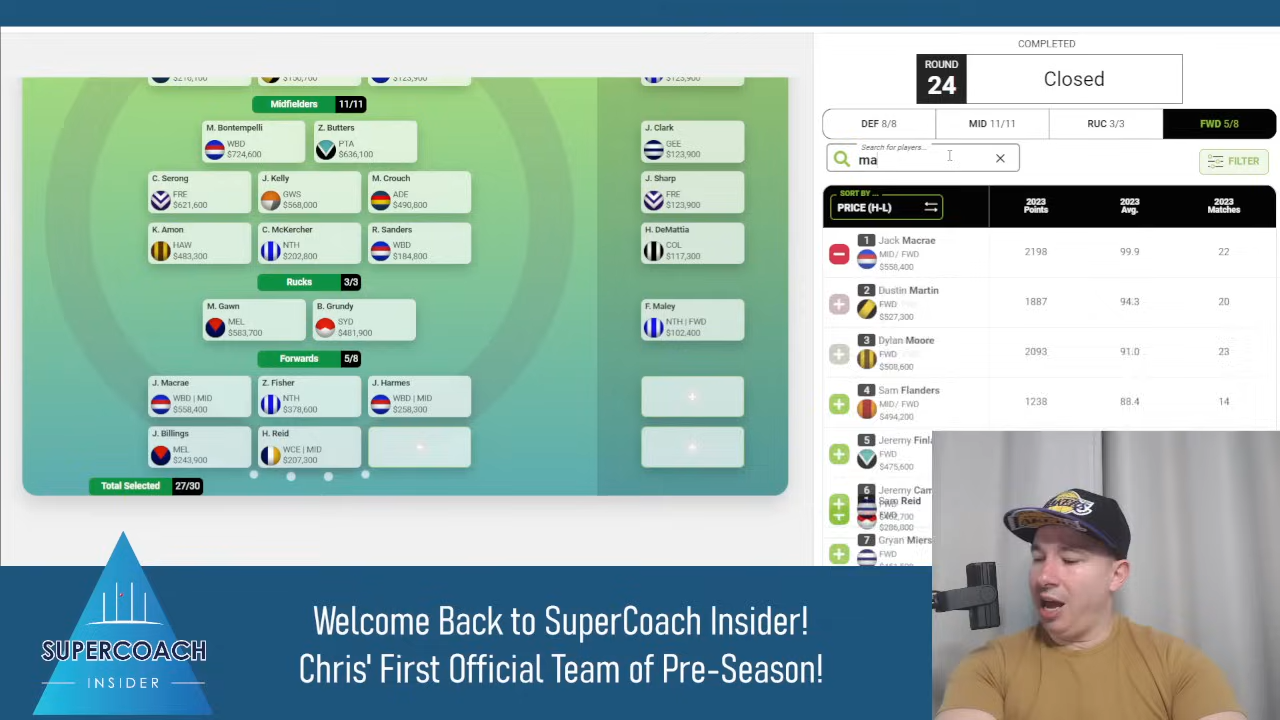 $216,100
$150,700
$123,900
$123,900
Midfielders 11/11
M. Bontempelli
WBD
$724,600
Z. Butters
PTA
$636,100
J. Clark
GEE
$123,900
C. Serong
FRE
$621,600
J. Kelly
GWS
$568,000
M. Crouch
ADE
$490,800
J. Sharp
FRE
$123,900
K. Amon
HAW
$483,300
C. McKercher
NTH
$202,800
R. Sanders
WBD
$184,800
H. DeMattia
COL
$117,300
Rucks 3/3
M. Gawn
MEL
$583,700
B. Grundy
SYD
$481,900
F. Maley
NTH | FWD
$102,400
Forwards 5/8
J. Macrae
WBD | MID
$558,400
Z. Fisher
NTH
$378,600
J. Harmes
WBD | MID
$258,300
J. Billings
MEL
$243,900
H. Reid
WCE | MID
$207,300
Total Selected 27/30
COMPLETED
ROUND
24
Closed
DEF 8/8
MID 11/11
RUC 3/3
FWD 5/8
Search for players...
ma
FILTER
SORT BY ...
PRICE (H-L)
2023 Points
2023 Avg.
2023 Matches
1 Jack Macrae
MID/ FWD
$558,400
2198 99.9 22
2 Dustin Martin
FWD
$527,300
1887 94.3 20
3 Dylan Moore
FWD
$508,600
2093 91.0 23
4 Sam Flanders
MID/ FWD
$494,200
1238 88.4 14
5 Jeremy Finl
FWD
$475,600
6 Jeremy Cam
Sam Reid
$286,800
7 Gryan Miers
FWD
SUPERCOACH
INSIDER
Welcome Back to SuperCoach Insider!
Chris' First Official Team of Pre-Season!
LAKERS